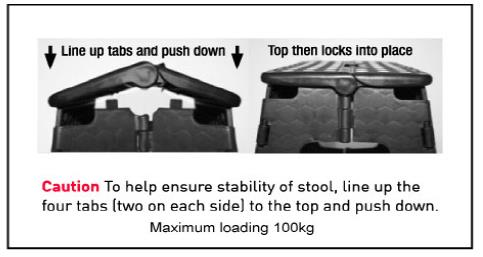 Line up tabs and push down
Top then locks into place
Caution To help ensure stability of stool, line up the
four tabs (two on each side) to the top and push down.
Maximum loading 100kg